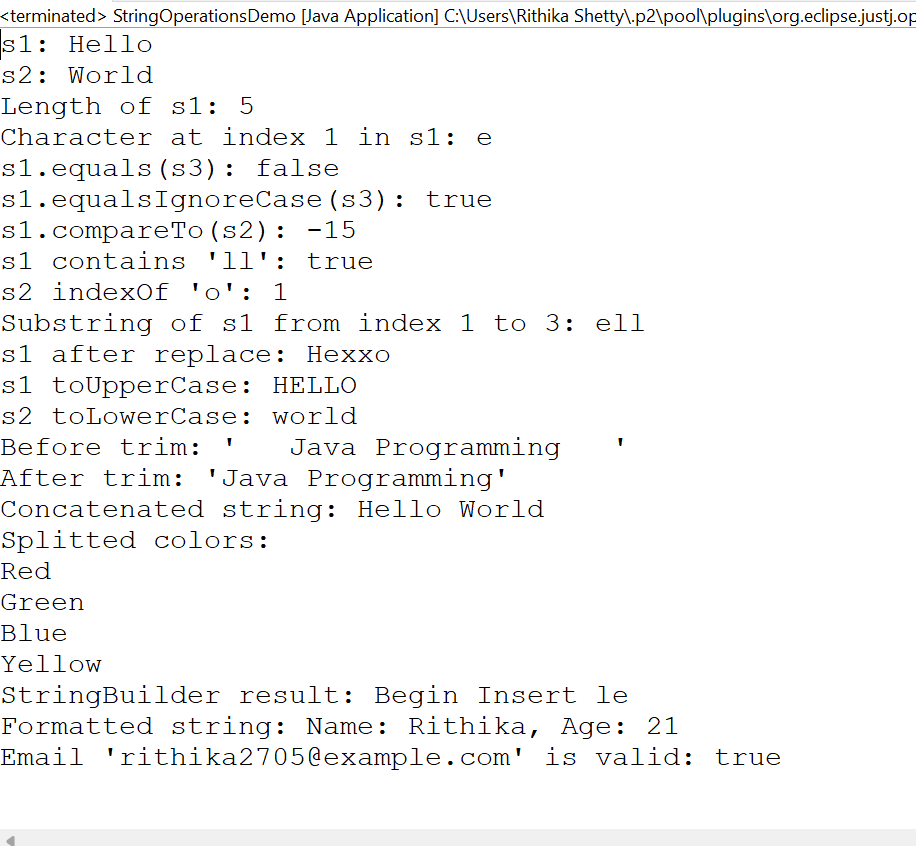 <terminated> StringOperationsDemo [Java Application] C:\Users\Rithika Shetty\.p2\pool\plugins\org.eclipse.justj.op
s1: Hello
s2: World
Length of s1: 5
Character at index 1 in s1: e
s1.equals(s3): false
s1.equalsIgnoreCase(s3): true
s1.compareTo(s2): -15
s1 contains 'll': true
s2 indexOf 'o': 1
Substring of s1 from index 1 to 3: ell
s1 after replace: Hexxo
s1 toUpperCase: HELLO
s2 toLowerCase: world
Before trim: '   Java Programming   '
After trim: 'Java Programming'
Concatenated string: Hello World
Splitted colors:
Red
Green
Blue
Yellow
StringBuilder result: Begin Insert le
Formatted string: Name: Rithika, Age: 21
Email 'rithika2705@example.com' is valid: true